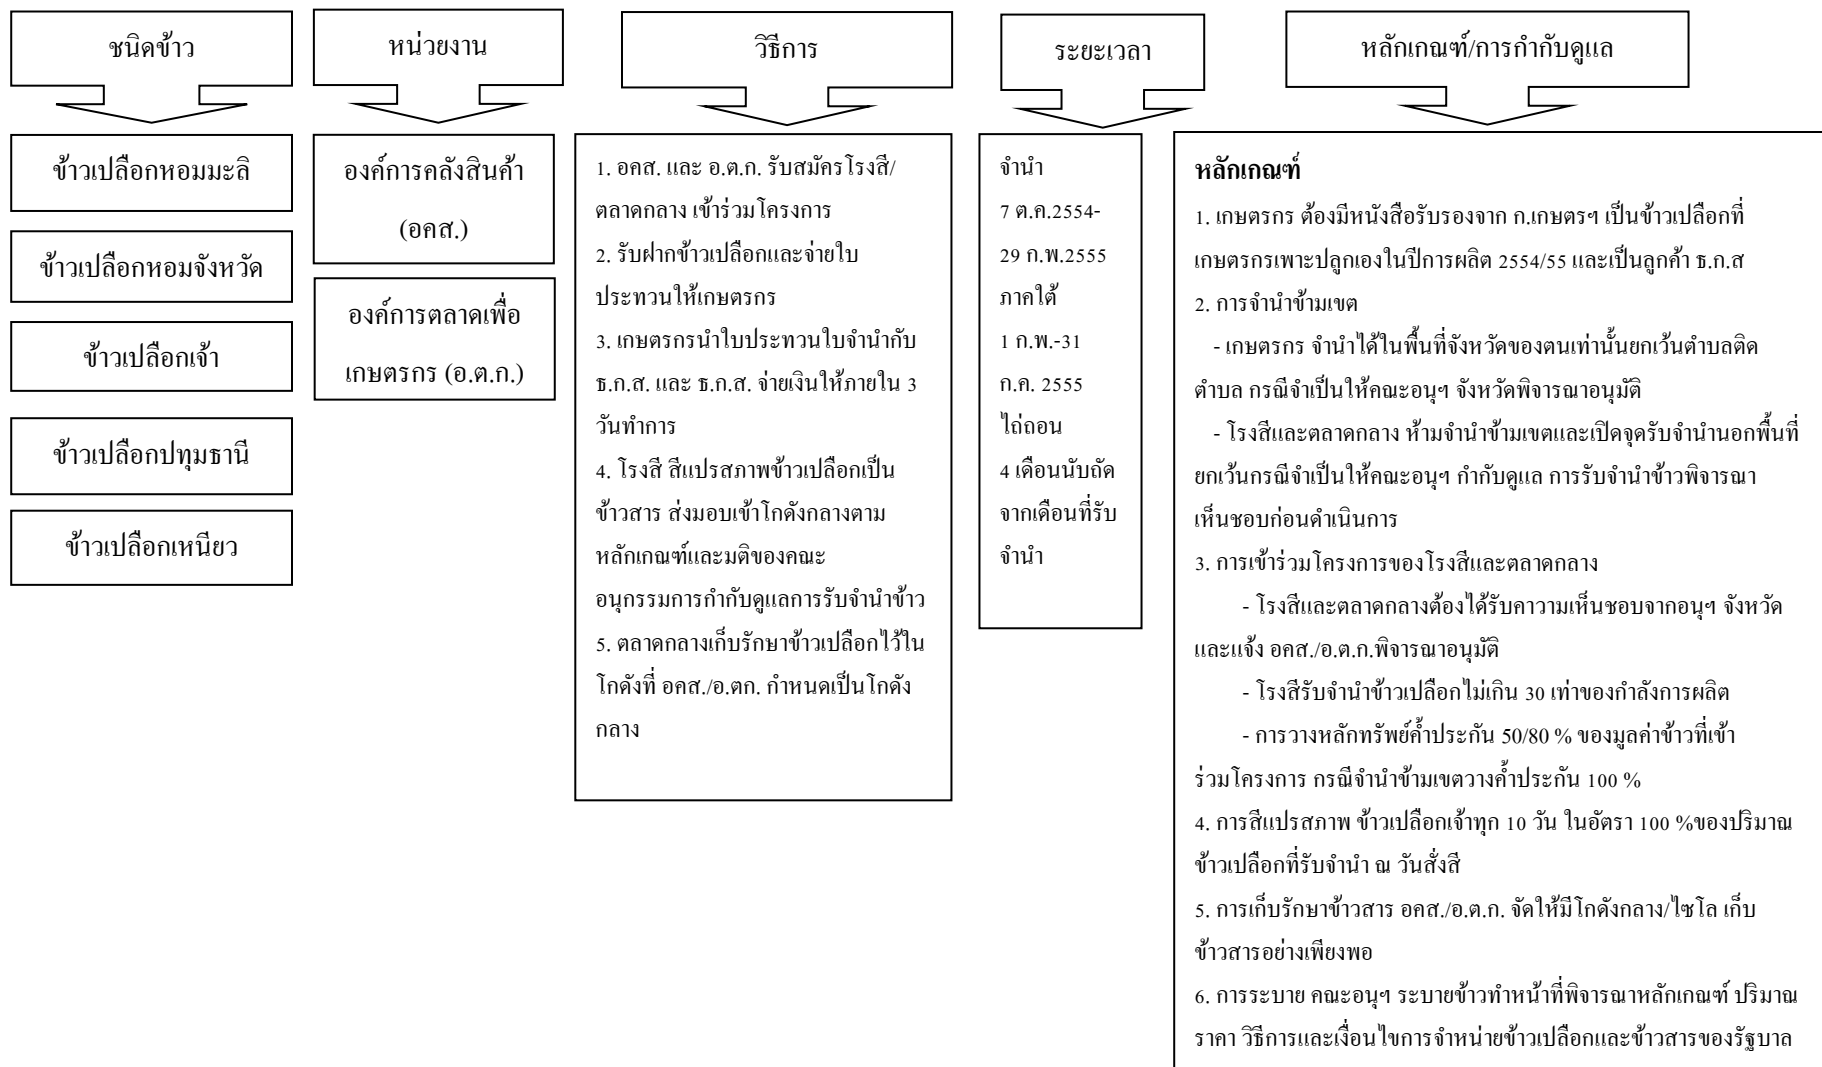 ชนิดข้าว
หน่วยงาน
วิธีการ
ระยะเวลา
หลักเกณฑ์/การกำกับดูแล
ข้าวเปลือกหอมมะลิ
ข้าวเปลือกหอมจังหวัด
ข้าวเปลือกเจ้า
ข้าวเปลือกปทุมธานี
ข้าวเปลือกเหนียว
องค์การคลังสินค้า
(อคส.)
องค์การตลาดเพื่อ
เกษตรกร (อ.ต.ก.)
1. อคส. และ อ.ต.ก. รับสมัครโรงสี/
ตลาดกลาง เข้าร่วมโครงการ
2. รับฝากข้าวเปลือกและจ่ายใบ
ประทวนให้เกษตรกร
3. เกษตรกรนำใบประทวนใบจำนำกับ
ธ.ก.ส. และ ธ.ก.ส. จ่ายเงินให้ภายใน 3
วันทำการ
4. โรงสี สีแปรสภาพข้าวเปลือกเป็น
ข้าวสาร ส่งมอบเข้าโกดังกลางตาม
หลักเกณฑ์และมติของคณะ
อนุกรรมการกำกับดูแลการรับจำนำข้าว
5. ตลาดกลางเก็บรักษาข้าวเปลือกไว้ใน
โกดังที่ อคส./อ.ตก. กำหนดเป็นโกดัง
กลาง
จำนำ
7 ต.ค.2554-
29 ก.พ.2555
ภาคใต้
1 ก.พ.-31
ก.ค. 2555
ไถ่ถอน
4 เดือนนับถัด
จากเดือนที่รับ
จำนำ
หลักเกณฑ์
1. เกษตรกร ต้องมีหนังสือรับรองจาก ก.เกษตรฯ เป็นข้าวเปลือกที่
เกษตรกรเพาะปลูกเองในปีการผลิต 2554/55 และเป็นลูกค้า ธ.ก.ส
2. การจำนำข้ามเขต
- เกษตรกร จำนำได้ในพื้นที่จังหวัดของตนเท่านั้นยกเว้นตำบลติด
ตำบล กรณีจำเป็นให้คณะอนุฯ จังหวัดพิจารณาอนุมัติ
- โรงสีและตลาดกลาง ห้ามจำนำข้ามเขตและเปิดจุดรับจำนำนอกพื้นที่
ยกเว้นกรณีจำเป็นให้คณะอนุฯ กำกับดูแล การรับจำนำข้าวพิจารณา
เห็นชอบก่อนดำเนินการ
3. การเข้าร่วมโครงการของโรงสีและตลาดกลาง
- โรงสีและตลาดกลางต้องได้รับคาวามเห็นชอบจากอนุฯ จังหวัด
และแจ้ง อคส./อ.ต.ก.พิจารณาอนุมัติ
- โรงสีรับจำนำข้าวเปลือกไม่เกิน 30 เท่าของกำลังการผลิต
- การวางหลักทรัพย์ค้ำประกัน 50/80 % ของมูลค่าข้าวที่เข้า
ร่วมโครงการ กรณีจำนำข้ามเขตวางค้ำประกัน 100 %
4. การสีแปรสภาพ ข้าวเปลือกเจ้าทุก 10 วัน ในอัตรา 100 %ของปริมาณ
ข้าวเปลือกที่รับจำนำ ณ วันสั่งสี
5. การเก็บรักษาข้าวสาร อคส./อ.ต.ก. จัดให้มีโกดังกลาง/ไซโล เก็บ
ข้าวสารอย่างเพียงพอ
6. การระบาย คณะอนุฯ ระบายข้าวทำหน้าที่พิจารณาหลักเกณฑ์ ปริมาณ
ราคา วิธีการและเงื่อนไขการจำหน่ายข้าวเปลือกและข้าวสารของรัฐบาล